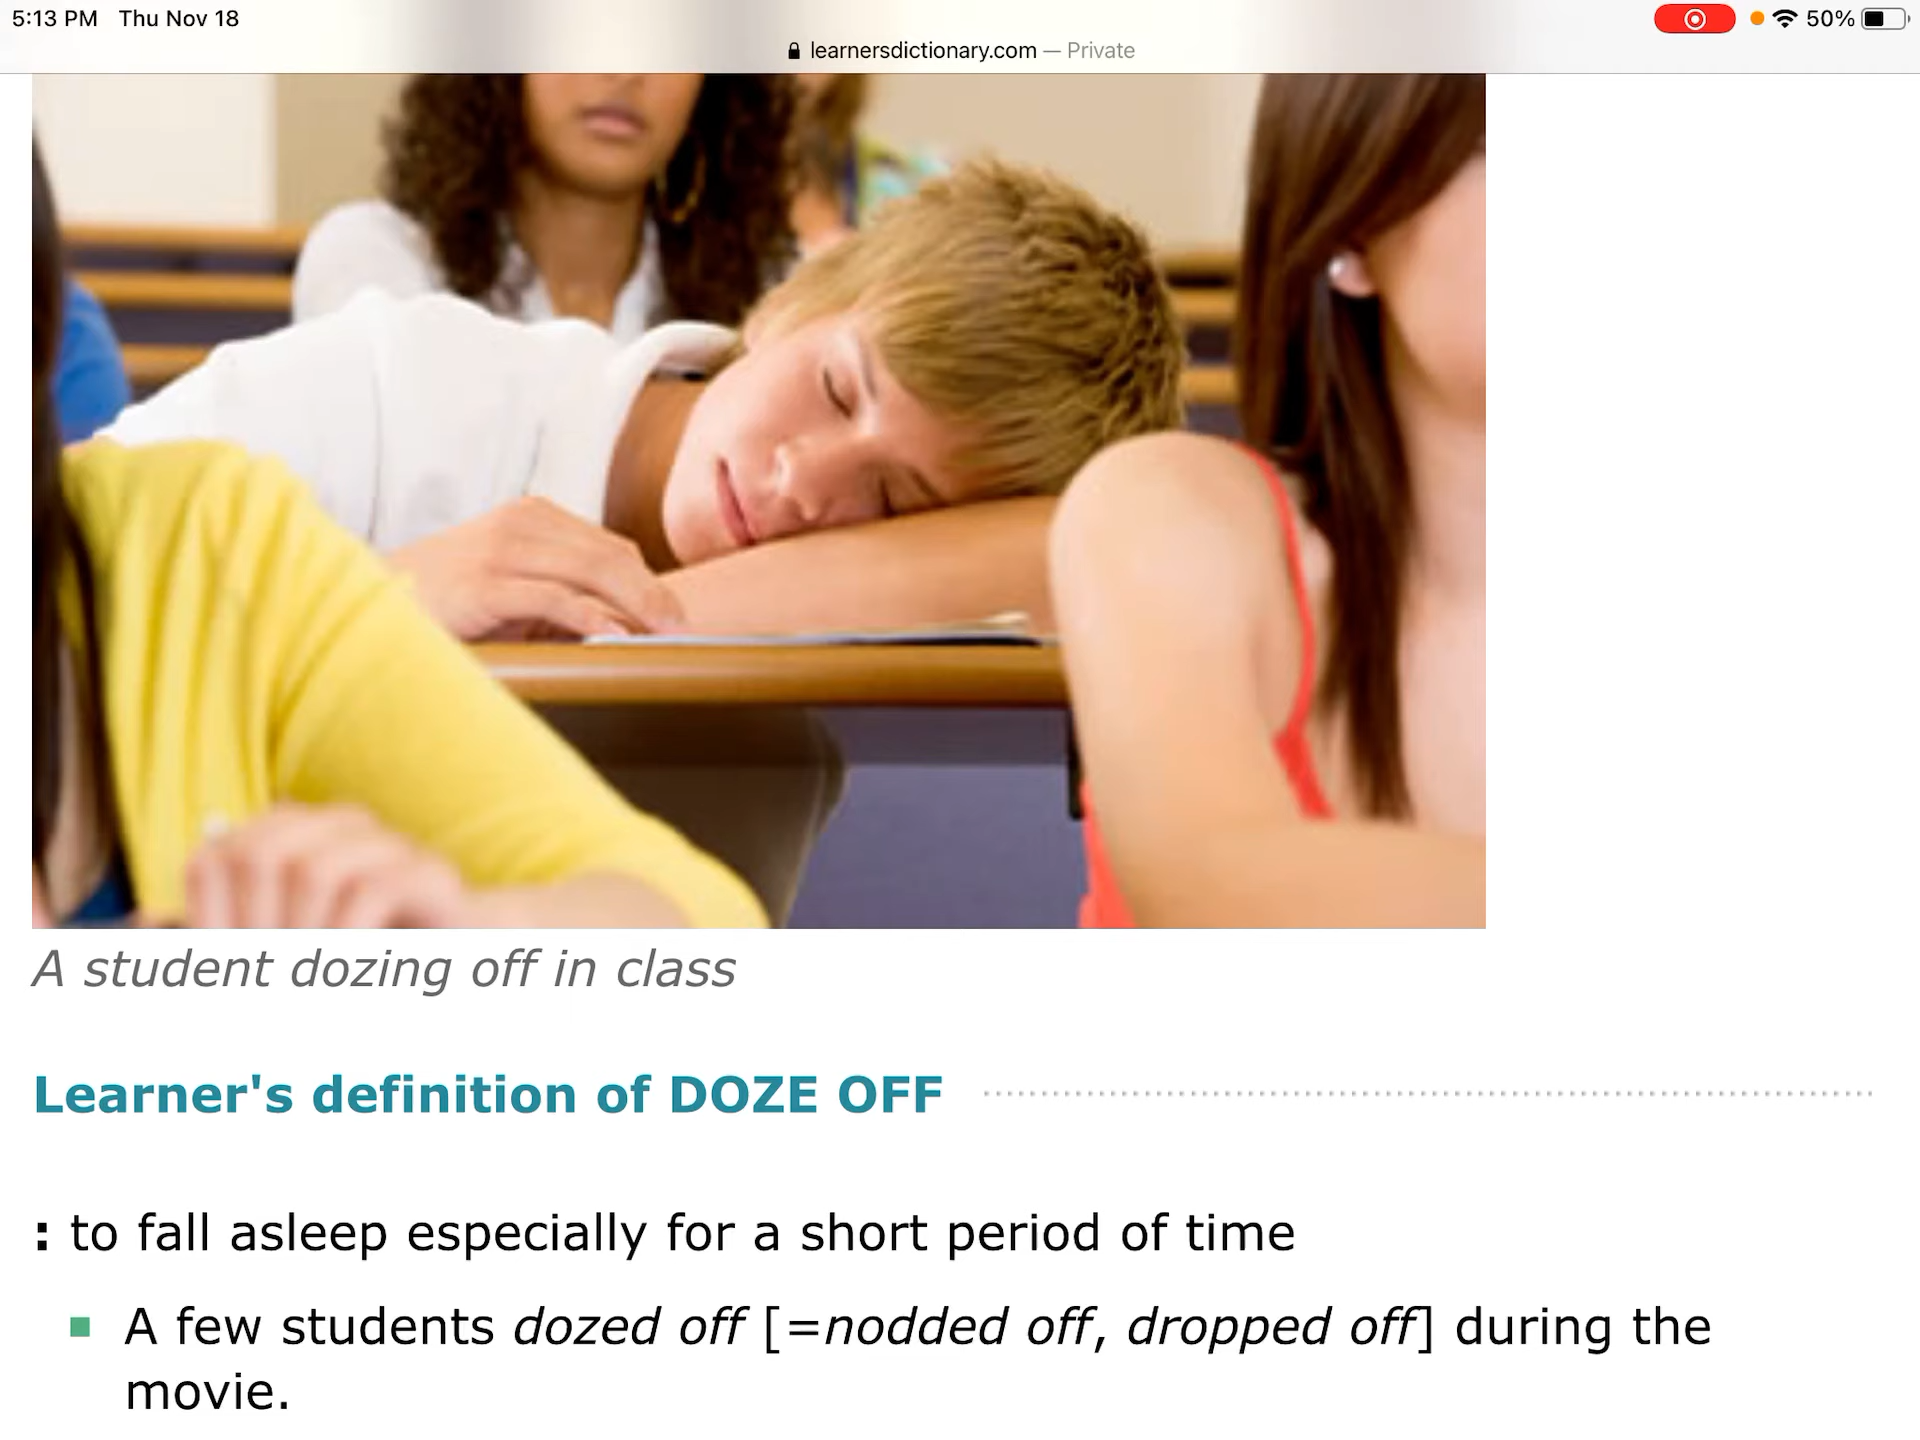 5:13 PM Thu Nov 18
50%
learnersdictionary.com — Private
A student dozing off in class
Learner's definition of DOZE OFF
: to fall asleep especially for a short period of time
A few students dozed off [=nodded off, dropped off] during the
movie.